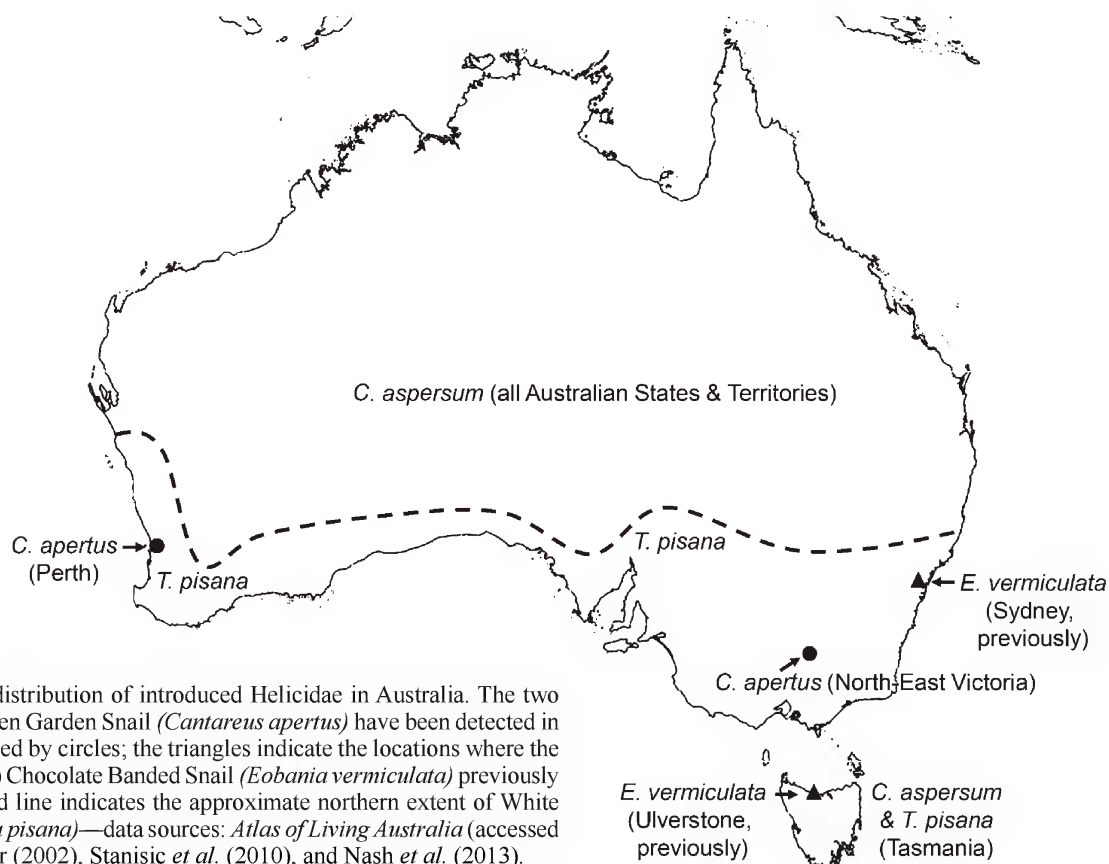 C. aspersum (all Australian States & Territories)
C. apertus
(Perth)
T. pisana
T. pisana
E. vermiculata
(Sydney,
previously)
C. apertus (North-East Victoria)
E. vermiculata
(Ulverstone,
previously)
C. aspersum
& T. pisana
(Tasmania)
distribution of introduced Helicidae in Australia. The two
en Garden Snail (Cantareus apertus) have been detected in
ed by circles; the triangles indicate the locations where the
) Chocolate Banded Snail (Eobania vermiculata) previously
d line indicates the approximate northern extent of White
pisana)—data sources: Atlas of Living Australia (accessed
r (2002), Stanisic et al. (2010), and Nash et al. (2013).